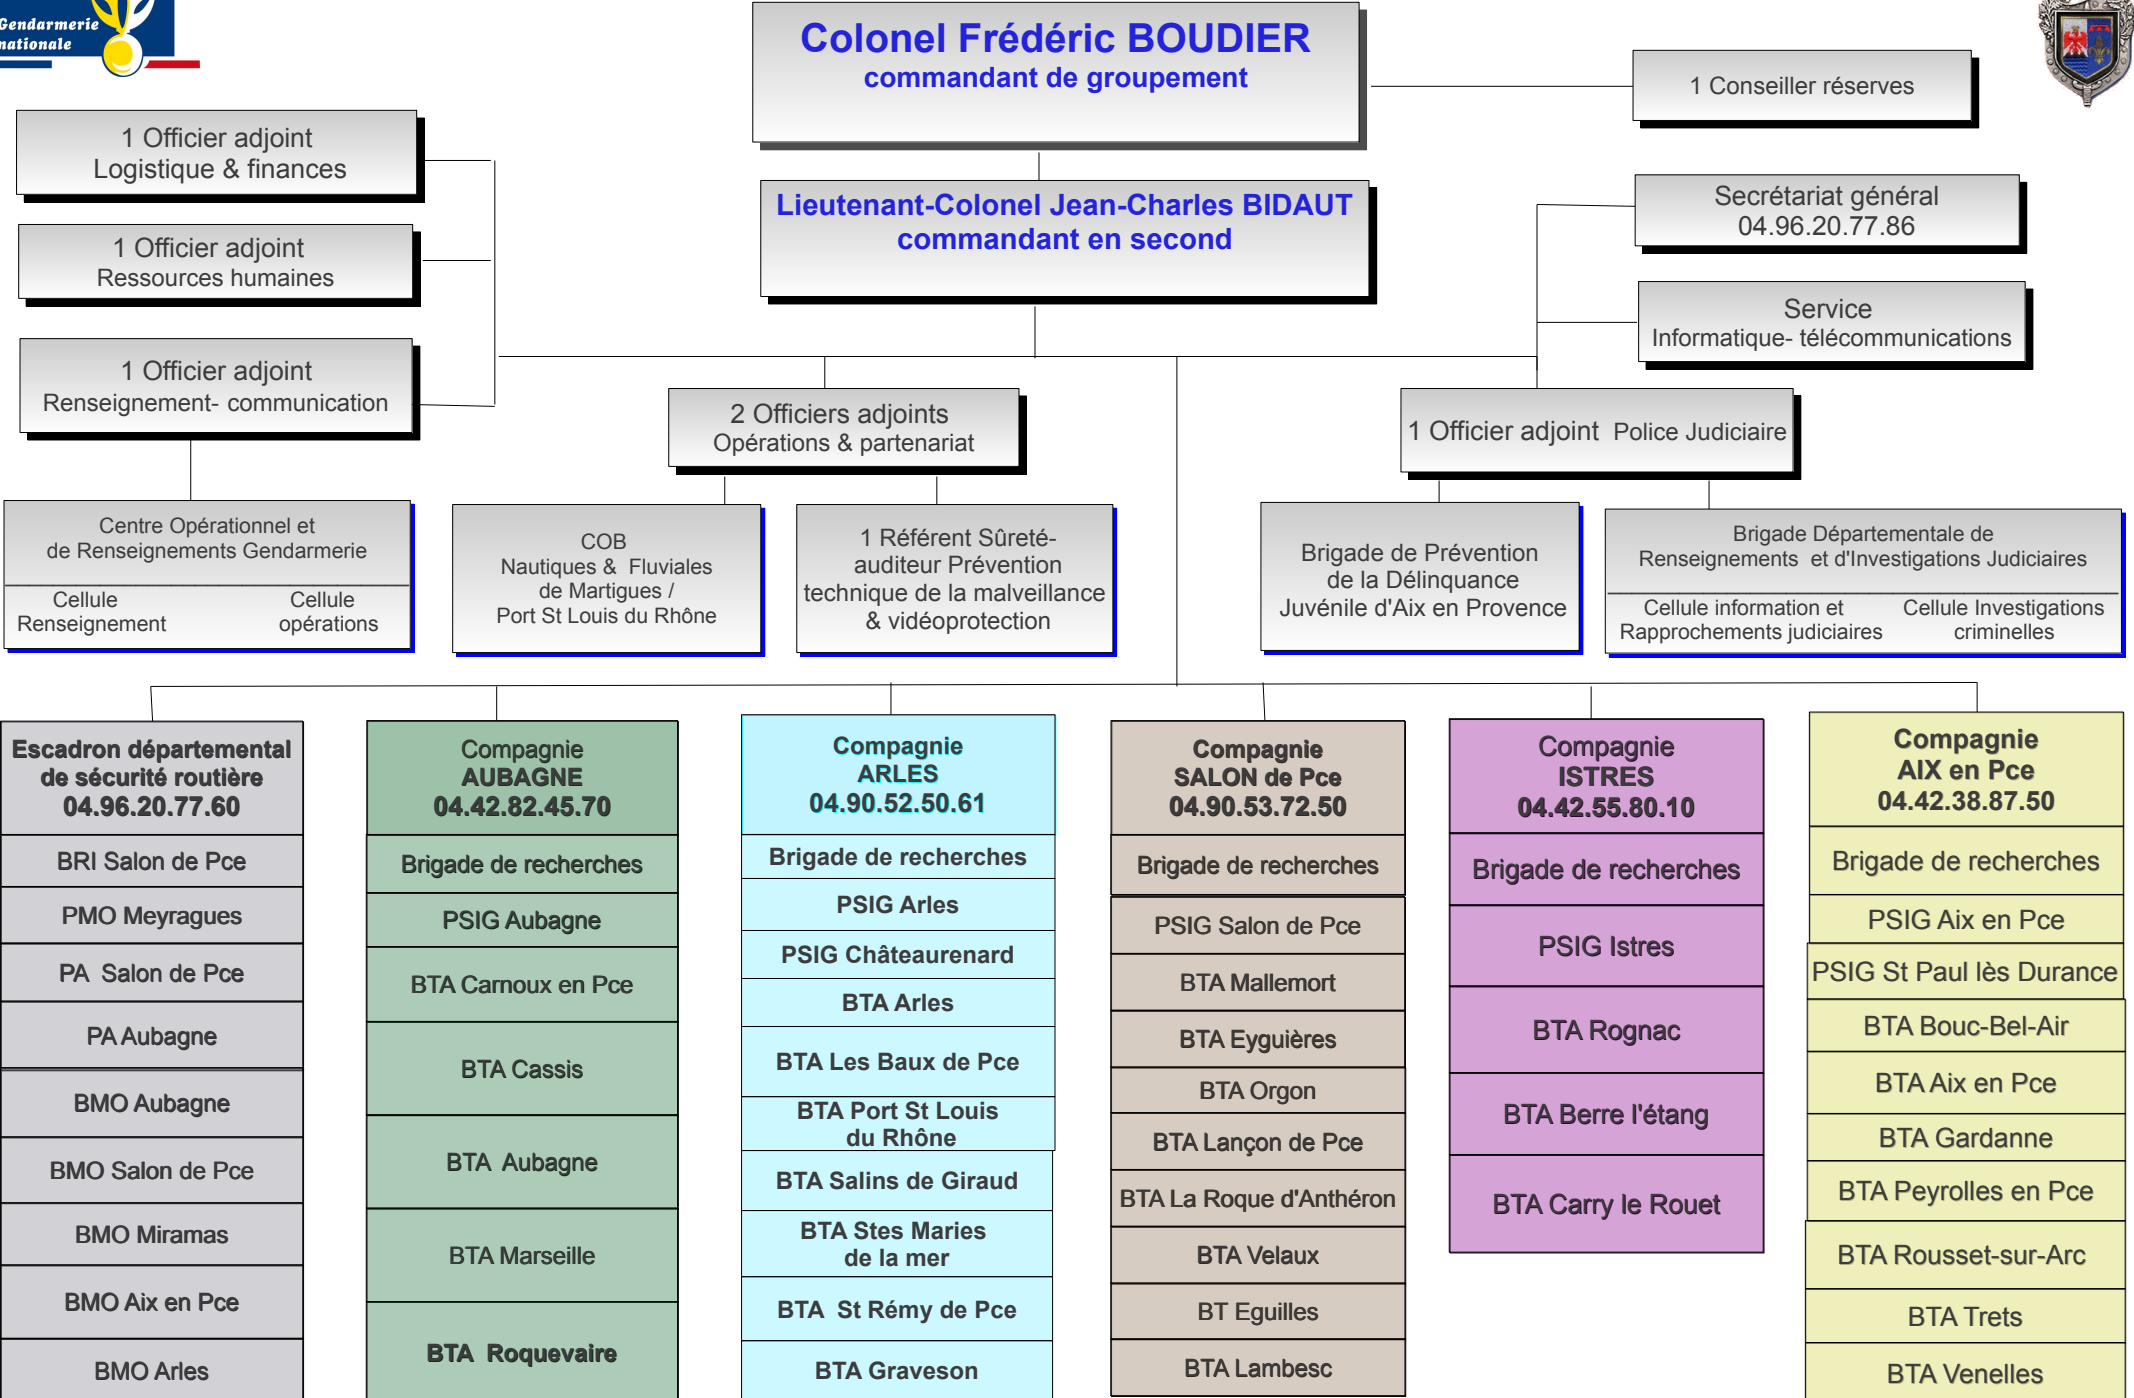 Gendarmerie
nationale
Colonel Frédéric BOUDIER
commandant de groupement
1 Conseiller réserves
1 Officier adjoint
Logistique & finances
Lieutenant-Colonel Jean-Charles BIDAUT
commandant en second
Secrétariat général
04.96.20.77.86
1 Officier adjoint
Ressources humaines
Service
Informatique- télécommunications
1 Officier adjoint
Renseignement- communication
2 Officiers adjoints
Opérations & partenariat
1 Officier adjoint Police Judiciaire
Centre Opérationnel et
de Renseignements Gendarmerie
Cellule
Renseignement
Cellule
opérations
COB
Nautiques & Fluviales
de Martigues /
Port St Louis du Rhône
1 Référent Sûreté-
auditeur Prévention
technique de la malveillance
& vidéoprotection
Brigade de Prévention
de la Délinquance
Juvénile d'Aix en Provence
Brigade Départementale de
Renseignements et d'Investigations Judiciaires
Cellule information et
Rapprochements judiciaires
Cellule Investigations
criminelles
Escadron départemental
de sécurité routière
04.96.20.77.60
BRI Salon de Pce
PMO Meyragues
PA Salon de Pce
PA Aubagne
BMO Aubagne
BMO Salon de Pce
BMO Miramas
BMO Aix en Pce
BMO Arles
Compagnie
AUBAGNE
04.42.82.45.70
Brigade de recherches
PSIG Aubagne
BTA Carnoux en Pce
BTA Cassis
BTA Aubagne
BTA Marseille
BTA Roquevaire
Compagnie
ARLES
04.90.52.50.61
Brigade de recherches
PSIG Arles
PSIG Châteaurenard
BTA Arles
BTA Les Baux de Pce
BTA Port St Louis
du Rhône
BTA Salins de Giraud
BTA Stes Maries
de la mer
BTA St Rémy de Pce
BTA Graveson
Compagnie
SALON de Pce
04.90.53.72.50
Brigade de recherches
PSIG Salon de Pce
BTA Mallemort
BTA Eyguières
BTA Orgon
BTA Lançon de Pce
BTA La Roque d'Anthéron
BTA Velaux
BT Eguilles
BTA Lambesc
Compagnie
ISTRES
04.42.55.80.10
Brigade de recherches
PSIG Istres
BTA Rognac
BTA Berre l'étang
BTA Carry le Rouet
Compagnie
AIX en Pce
04.42.38.87.50
Brigade de recherches
PSIG Aix en Pce
PSIG St Paul lès Durance
BTA Bouc-Bel-Air
BTA Aix en Pce
BTA Gardanne
BTA Peyrolles en Pce
BTA Rousset-sur-Arc
BTA Trets
BTA Venelles